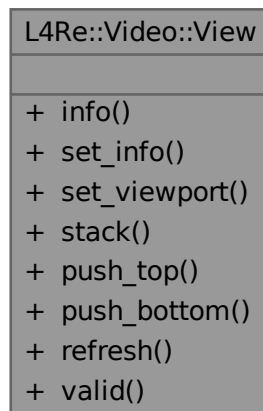 L4Re::Video::View
+ info()
+ set_info()
+ set_viewport()
+ stack()
+ push_top()
+ push_bottom()
+ refresh()
+ valid()